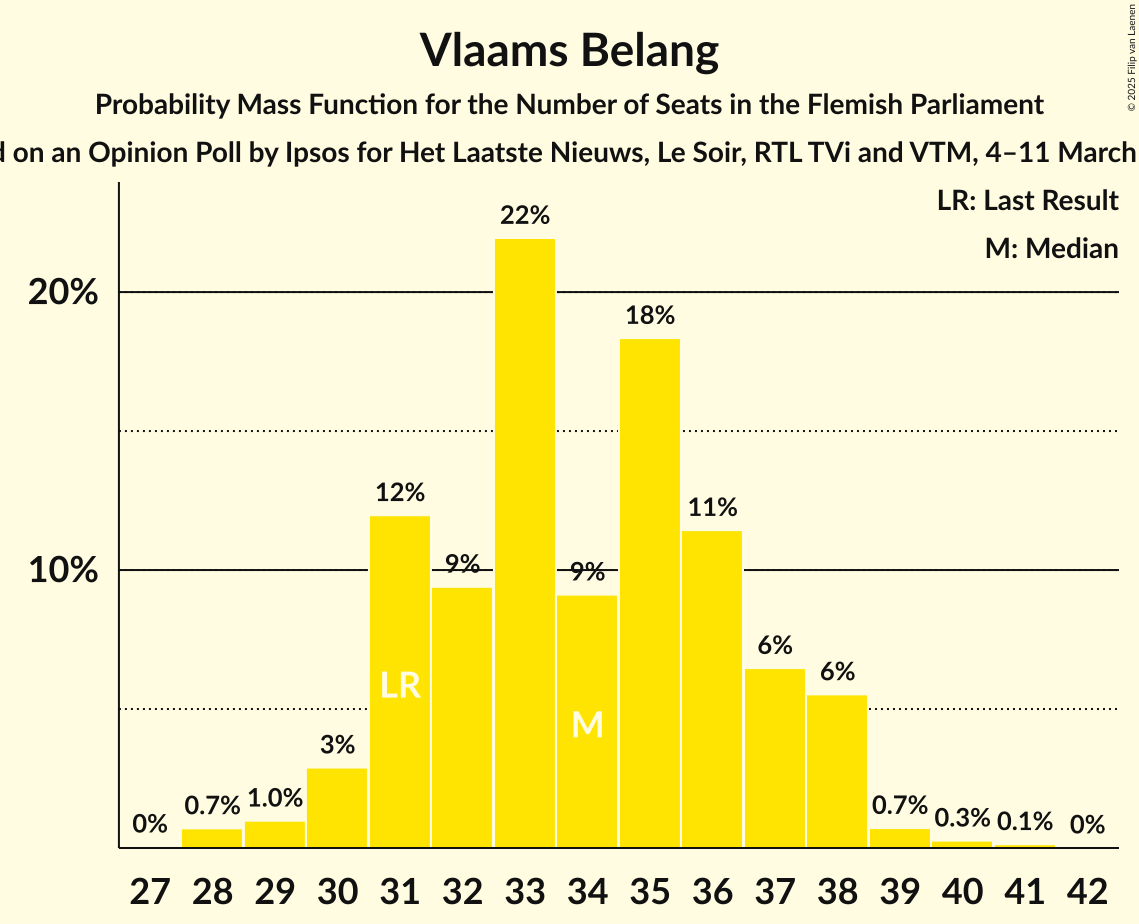 Vlaams Belang
Probability Mass Function for the Number of Seats in the Flemish Parliament
on an Opinion Poll by Ipsos for Het Laatste Nieuws, Le Soir, RTL TVi and VTM, 4–11 March
© 2025 Filip van Laenen
LR: Last Result
M: Median
22%
20%
18%
12%
11%
10%
9%
9%
6%
6%
LR
M
3%
0%
0.7%
1.0%
0.7%
0.3%
0.1%
0%
27 28 29 30 31 32 33 34 35 36 37 38 39 40 41 42